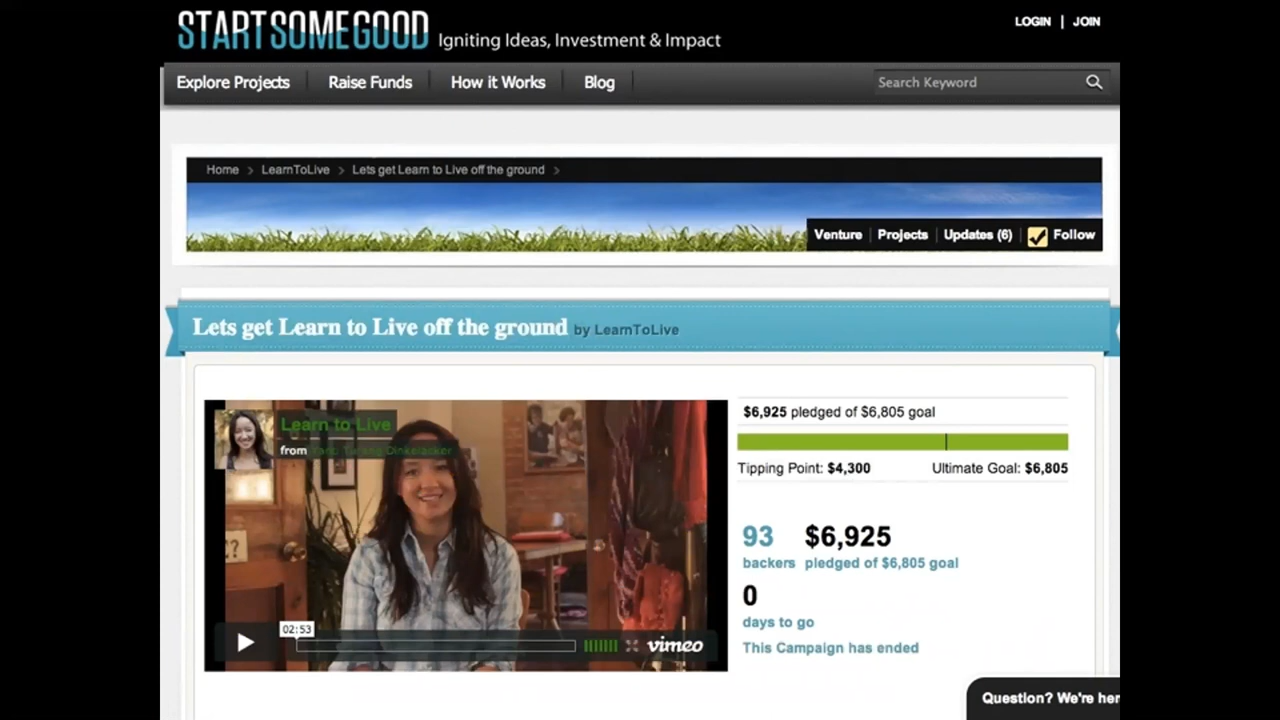 STARTSOMEGOOD Igniting Ideas, Investment & Impact
LOGIN | JOIN
Explore Projects Raise Funds How it Works Blog Search Keyword
Home > LearnToLive > Lets get Learn to Live off the ground >
Venture Projects Updates (6) Follow
Lets get Learn to Live off the ground by LearnToLive
Learn to Live
from
02:53
vimeo
$6,925 pledged of $6,805 goal
Tipping Point: $4,300 Ultimate Goal: $6,805
93 $6,925
backers pledged of $6,805 goal
0
days to go
This Campaign has ended
Question? We're her